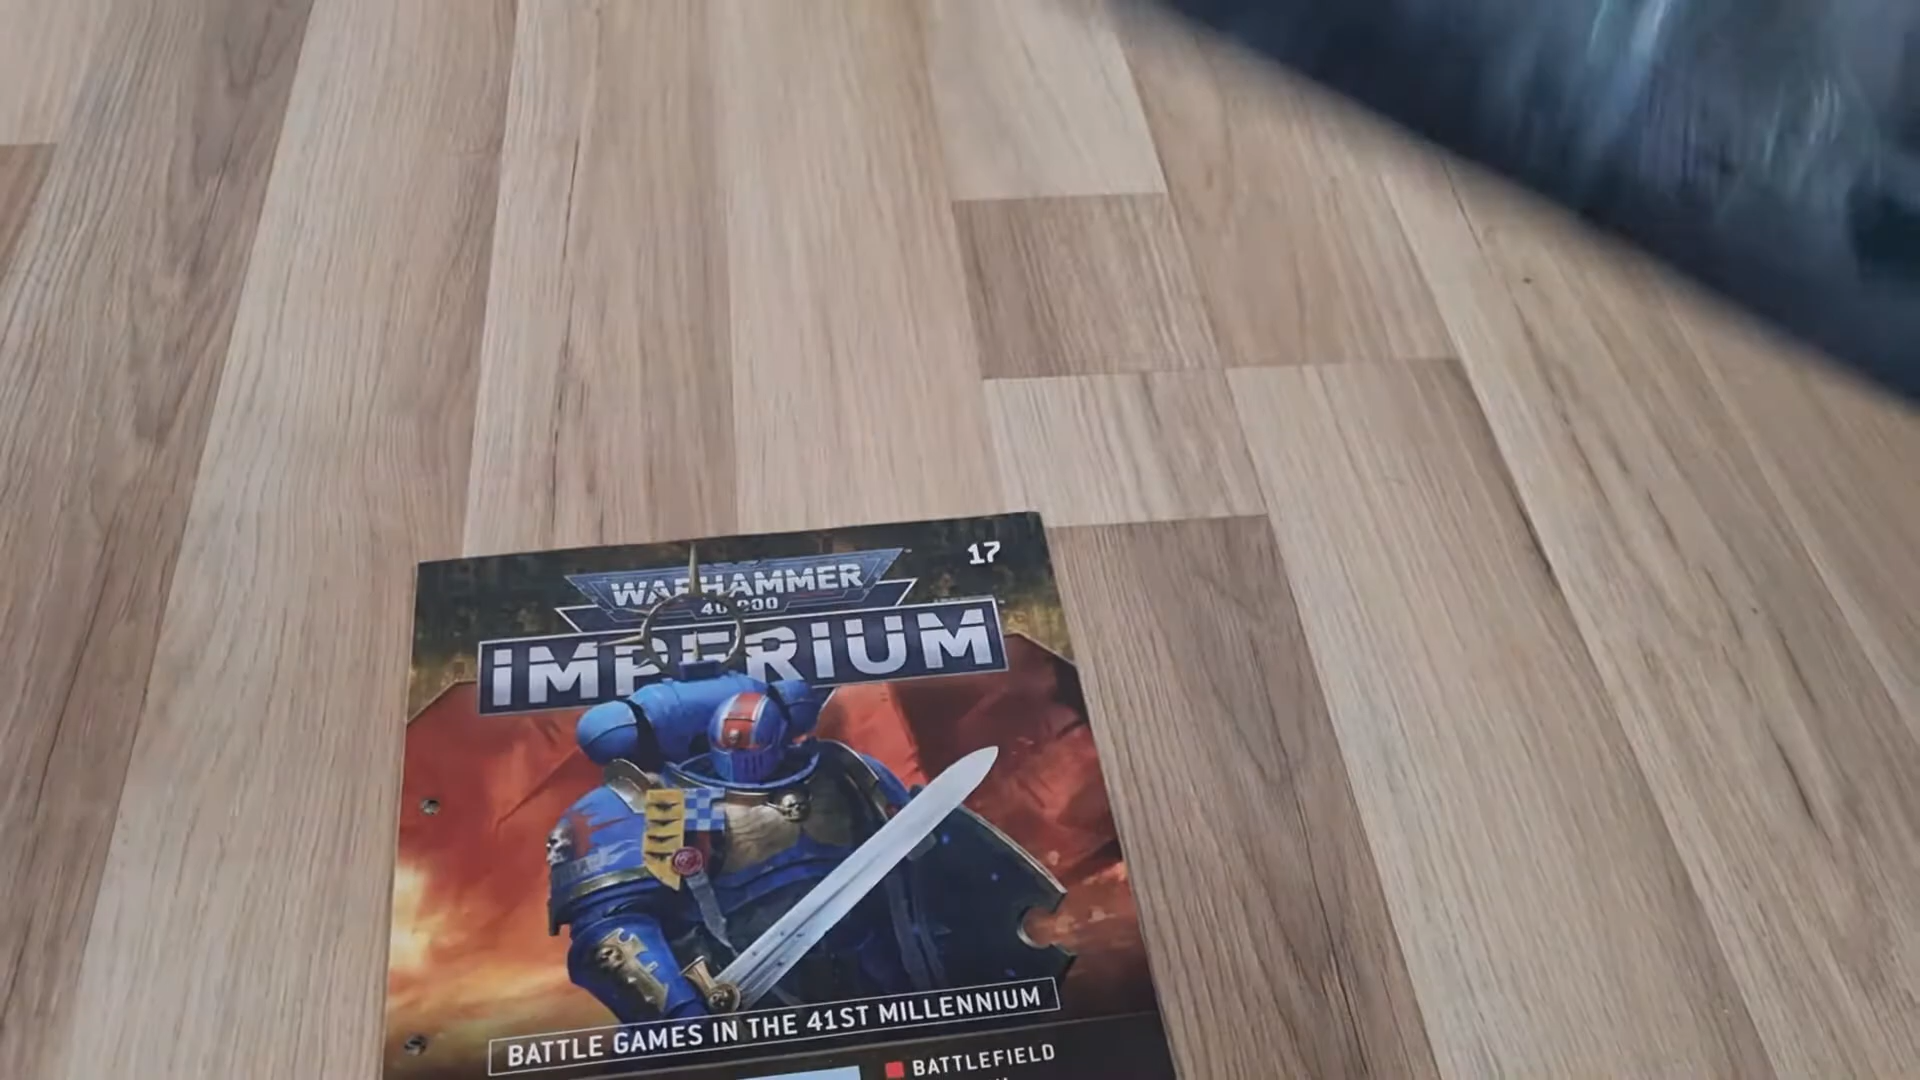 17
WARHAMMER
40,000
IMPERIUM
BATTLE GAMES IN THE 41ST MILLENNIUM
BATTLEFIELD